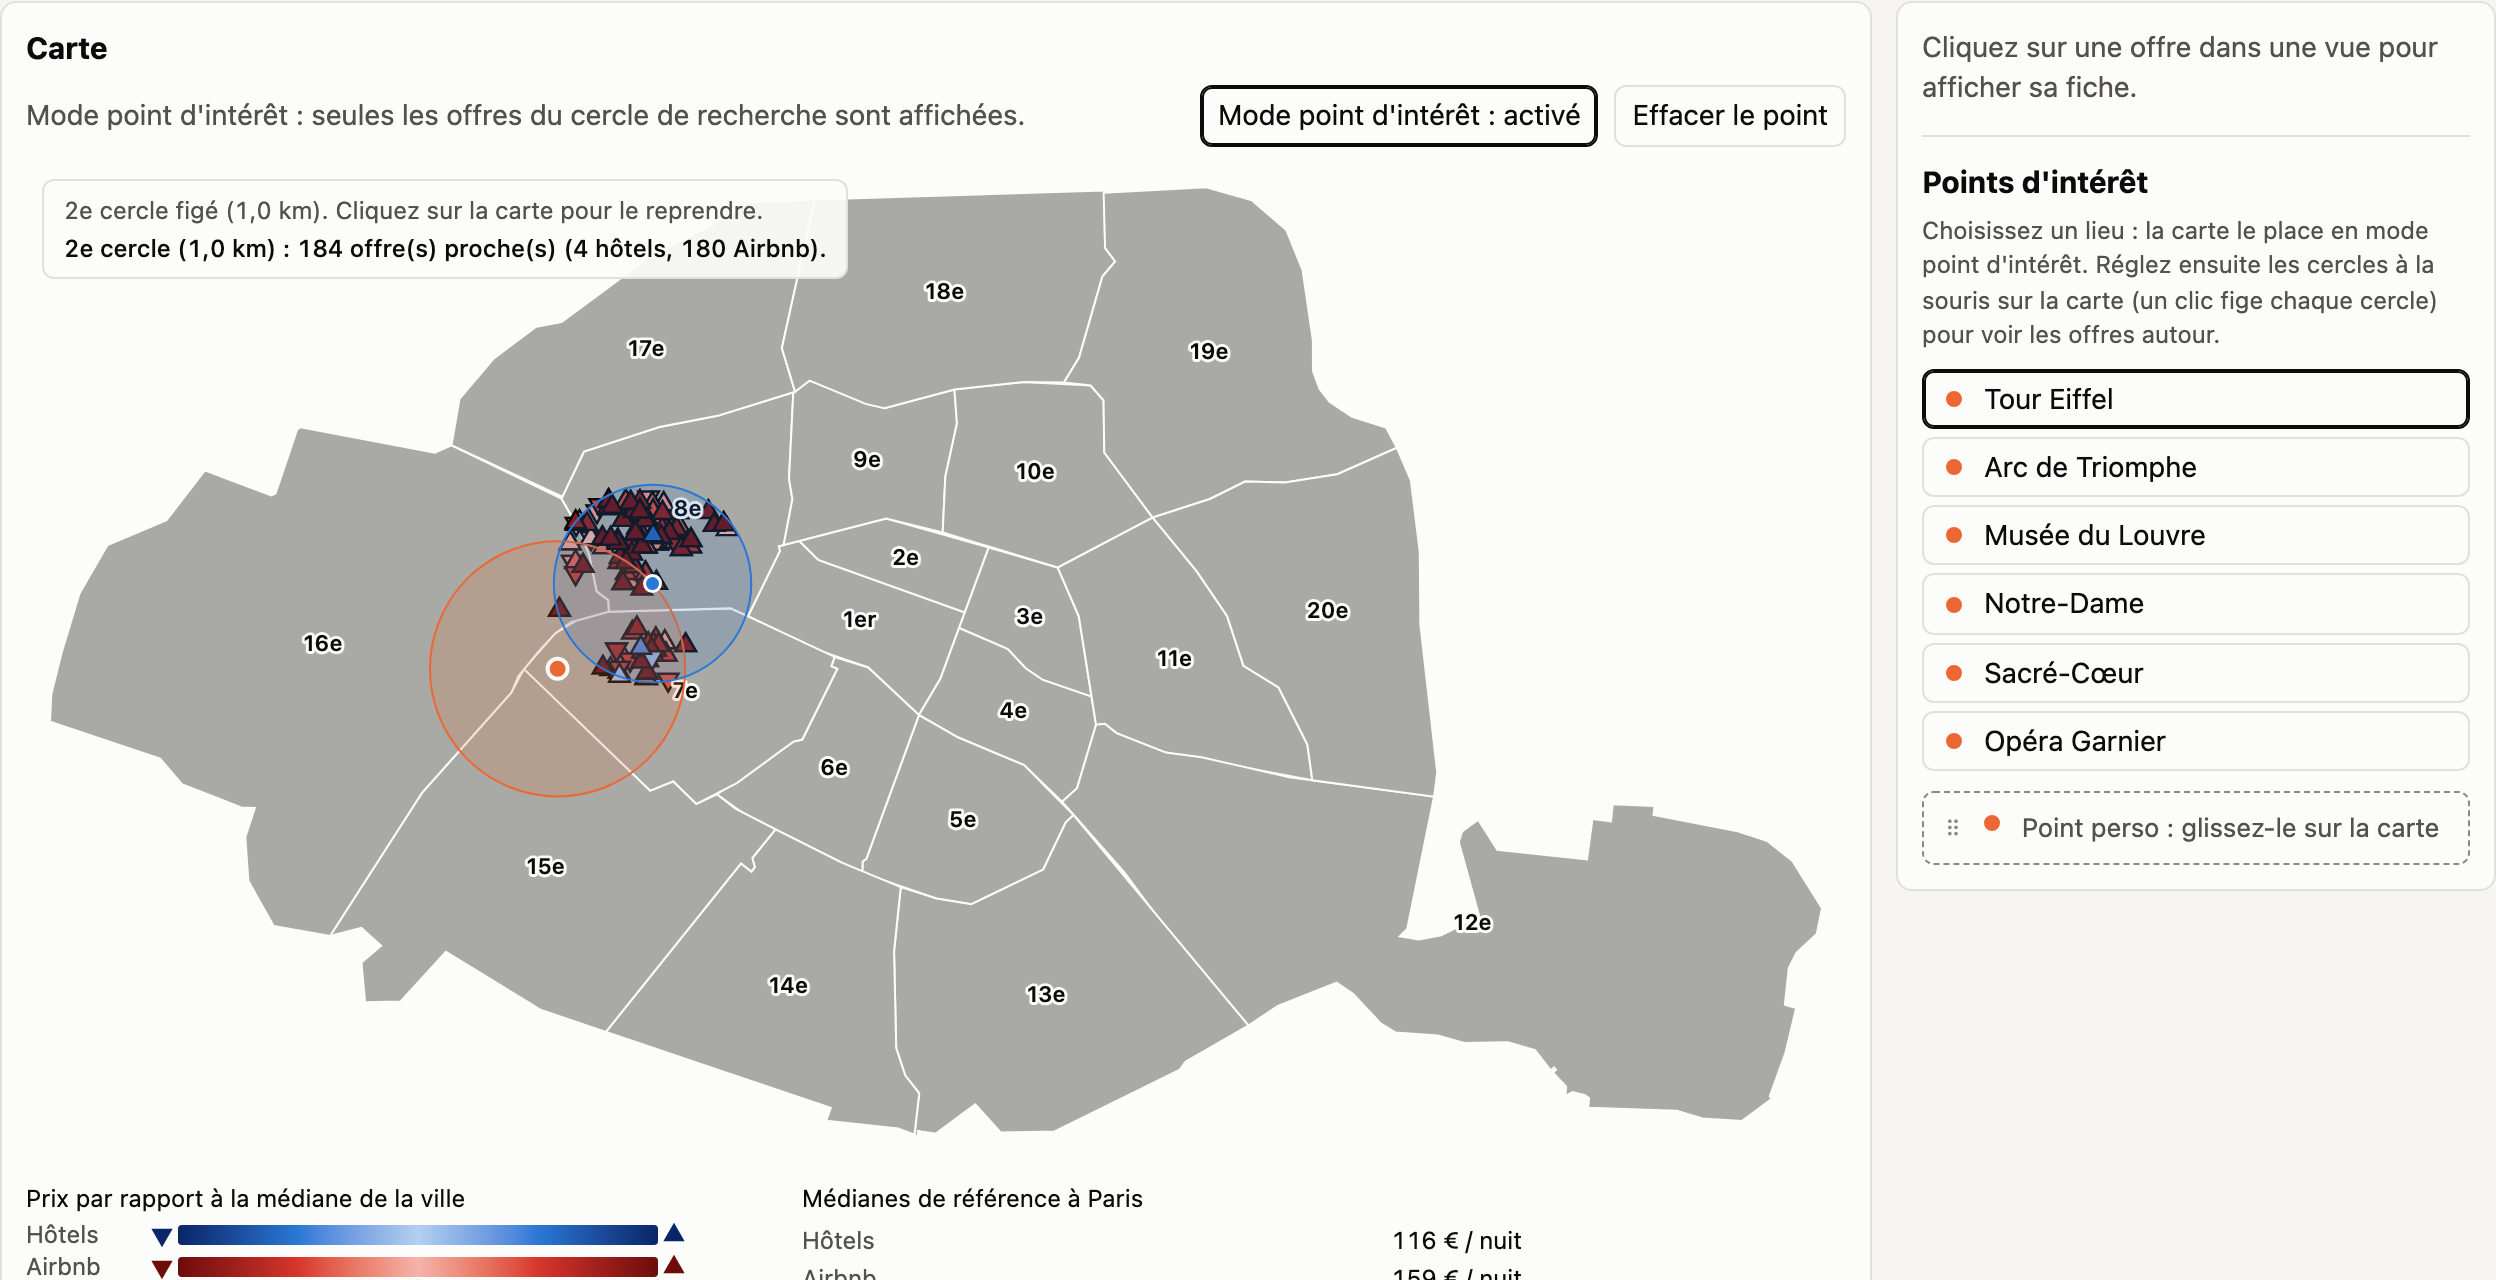 Carte
Mode point d'intérêt : seules les offres du cercle de recherche sont affichées.
Mode point d'intérêt : activé
Effacer le point
2e cercle figé (1,0 km). Cliquez sur la carte pour le reprendre.
2e cercle (1,0 km) : 184 offre(s) proche(s) (4 hôtels, 180 Airbnb).
18e
17e
19e
9e
10e
8e
2e
3e
20e
1er
16e
11e
7e
4e
6e
5e
15e
12e
14e
13e
Prix par rapport à la médiane de la ville
Hôtels
Airbnb
Médianes de référence à Paris
Hôtels 116 € / nuit
Airbnb 159 € / nuit
Cliquez sur une offre dans une vue pour
afficher sa fiche.
Points d'intérêt
Choisissez un lieu : la carte le place en mode
point d'intérêt. Réglez ensuite les cercles à la
souris sur la carte (un clic fige chaque cercle)
pour voir les offres autour.
Tour Eiffel
Arc de Triomphe
Musée du Louvre
Notre-Dame
Sacré-Cœur
Opéra Garnier
Point perso : glissez-le sur la carte